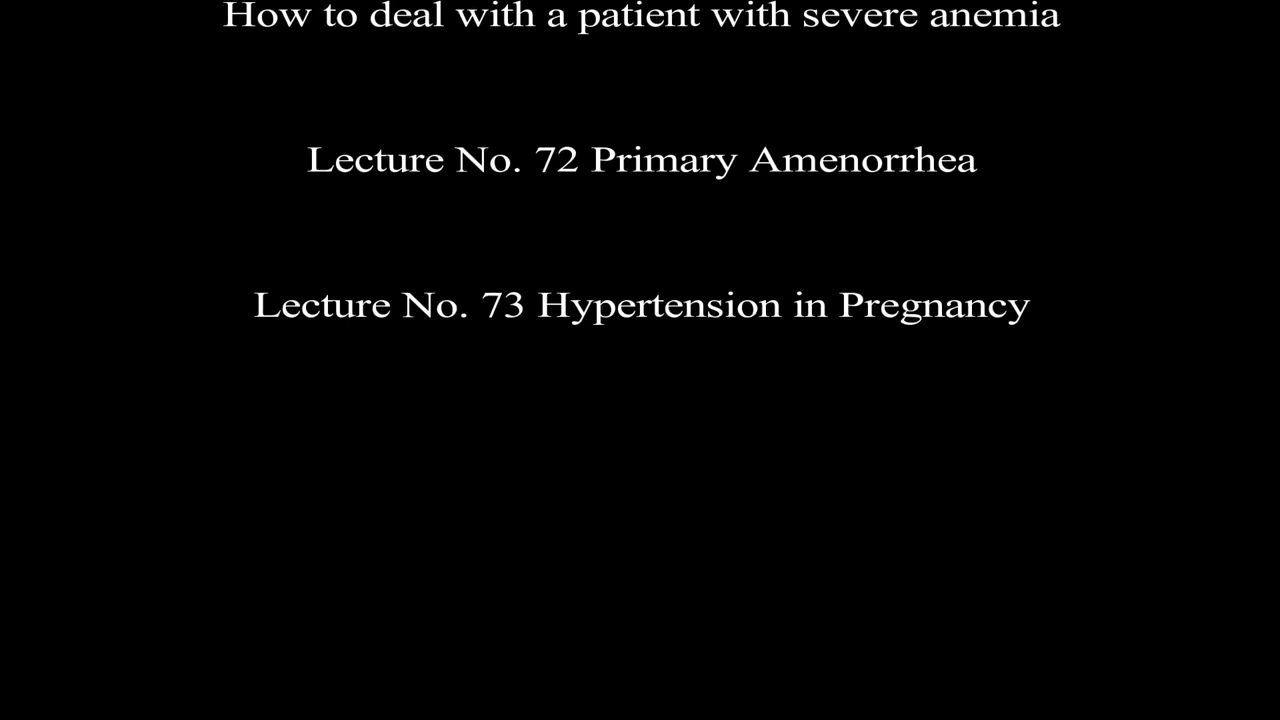 How to deal with a patient with severe anemia
Lecture No. 72 Primary Amenorrhea
Lecture No. 73 Hypertension in Pregnancy